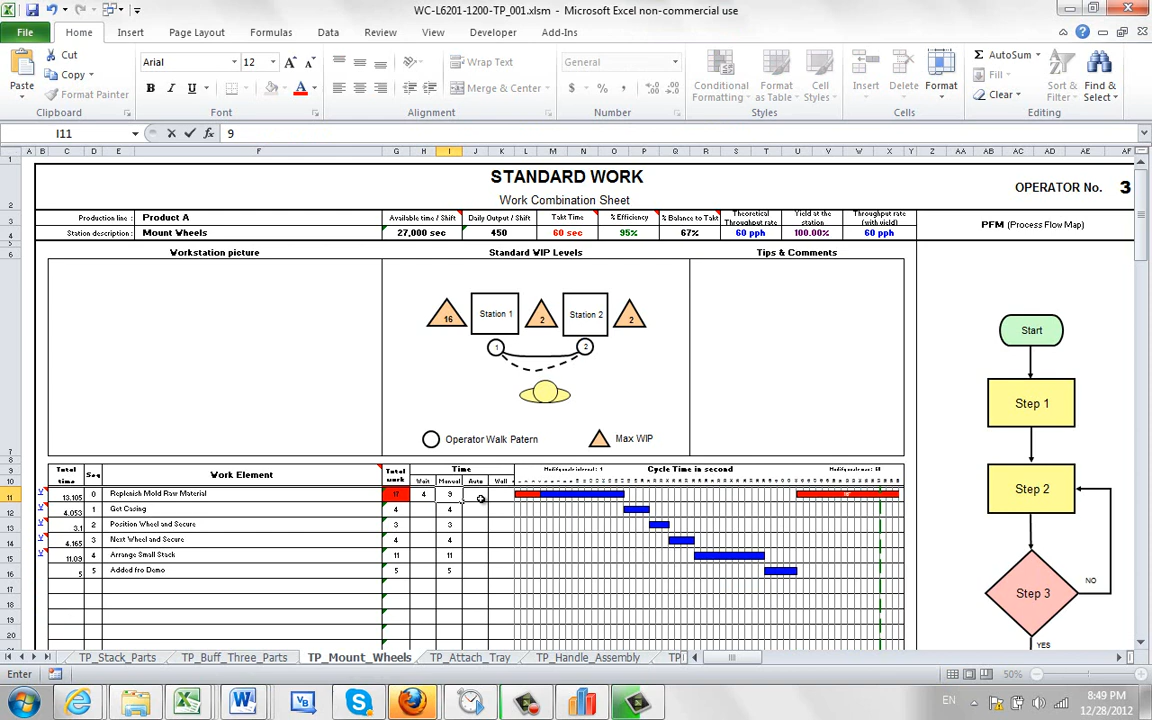 WC-L6201-1200-TP_001.xlsm - Microsoft Excel non-commercial use
File Home Insert Page Layout Formulas Data Review View Developer Add-Ins
Paste Cut Copy Format Painter
Arial 12
Wrap Text
Merge & Center
General
Conditional Formatting
Format as Table
Cell Styles
Insert Delete Format
AutoSum
Fill
Clear
Sort & Filter
Find & Select
Clipboard Font Alignment Number Styles Cells Editing
I11 9
A B C D E F G H I J K L M N O P Q R S T U V W X Y Z AA AB AC AD AE AF
STANDARD WORK
Work Combination Sheet
OPERATOR No. 3
Production line : Product A
Available time / Shift Daily Output / Shift Takt Time % Efficiency % Balance to Takt Theoretical Throughput rate Yield at the station Throughput rate (with yield)
Station description : Mount Wheels
27,000 sec 450 60 sec 95% 67% 60 pph 100.00% 60 pph
PFM (Process Flow Map)
Workstation picture Standard WIP Levels Tips & Comments
16 Station 1 2 Station 2 2
1 2
Operator Walk Patern Max WIP
Start
Step 1
Step 2
Step 3
NO
YES
Total time Seq Work Element Total work Time Cycle Time in second
Wait Manual Auto Wall
13.105 0 Replenish Mold Raw Material 17 4 9
4.053 1 Get Casing 4 4
3.1 2 Position Wheel and Secure 3 3
4.165 3 Next Wheel and Secure 4 4
11.09 4 Arrange Small Stack 11 11
5 5 Added fro Demo 5 5
TP_Stack_Parts TP_Buff_Three_Parts TP_Mount_Wheels TP_Attach_Tray TP_Handle_Assembly
Enter 50%
EN 8:49 PM
12/28/2012